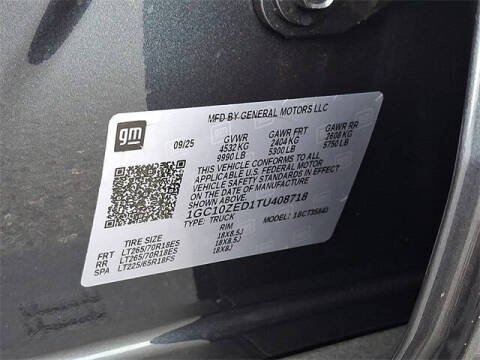 MFD BY GENERAL MOTORS LLC
gm
09/25
GVWR GAWR FRT GAWR RR
4532 KG 2404 KG 2608 KG
9990 LB 5300 LB 5750 LB
THIS VEHICLE CONFORMS TO ALL
APPLICABLE U.S. FEDERAL MOTOR
VEHICLE SAFETY STANDARDS IN EFFECT ON
THE DATE OF MANUFACTURE SHOWN ABOVE.
1GC10ZED1TU408718
TYPE: TRUCK MODEL:
TIRE SIZE RIM
FRT LT265/70R18ES 18X8.5J
RR LT265/70R18ES 18X8.5J
SPA LT225/65R18FS 18X8J